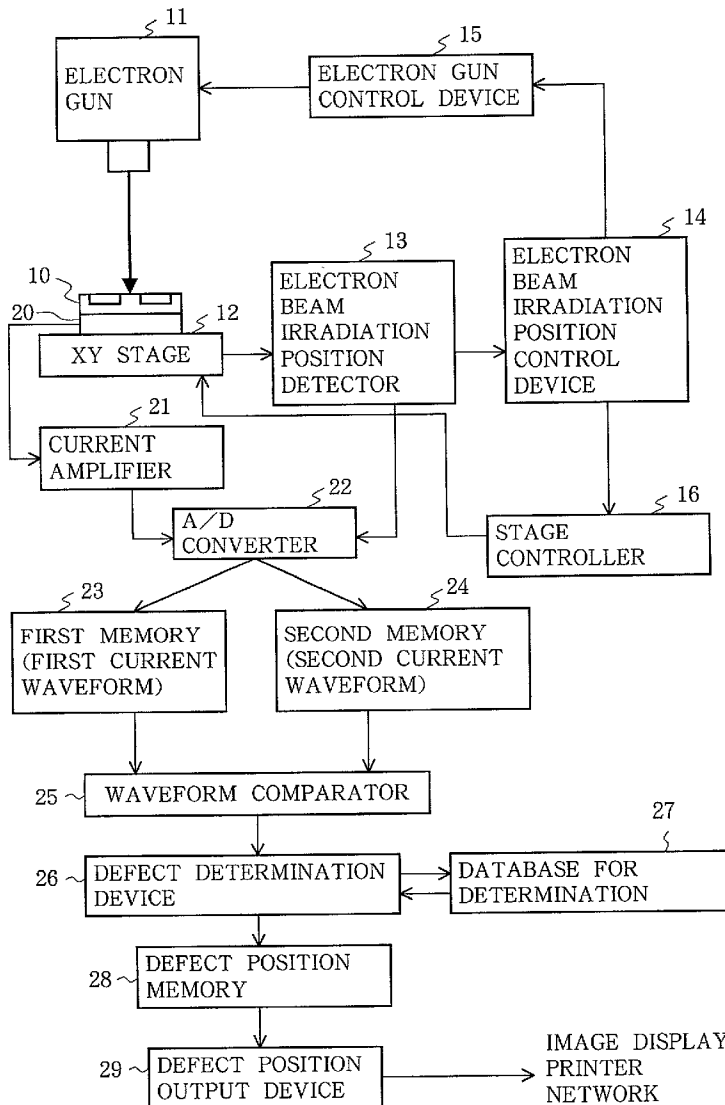 11
ELECTRON
GUN
15
ELECTRON GUN
CONTROL DEVICE
10
20
12
XY STAGE
13
ELECTRON
BEAM
IRRADIATION
POSITION
DETECTOR
14
ELECTRON
BEAM
IRRADIATION
POSITION
CONTROL
DEVICE
21
CURRENT
AMPLIFIER
22
A/D
CONVERTER
16
STAGE
CONTROLLER
23
FIRST MEMORY
(FIRST CURRENT
WAVEFORM)
24
SECOND MEMORY
(SECOND CURRENT
WAVEFORM)
25
WAVEFORM COMPARATOR
26
DEFECT DETERMINATION
DEVICE
27
DATABASE FOR
DETERMINATION
28
DEFECT POSITION
MEMORY
29
DEFECT POSITION
OUTPUT DEVICE
IMAGE DISPLAY
PRINTER
NETWORK